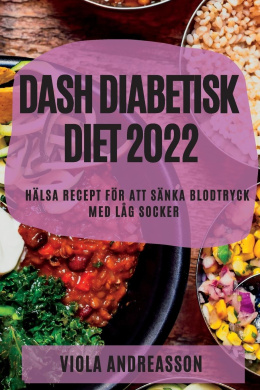 DASH DIABETISK
DIET 2022
HÄLSA RECEPT FÖR ATT SÄNKA BLODTRYCK
MED LÅG SOCKER
VIOLA ANDREASSON